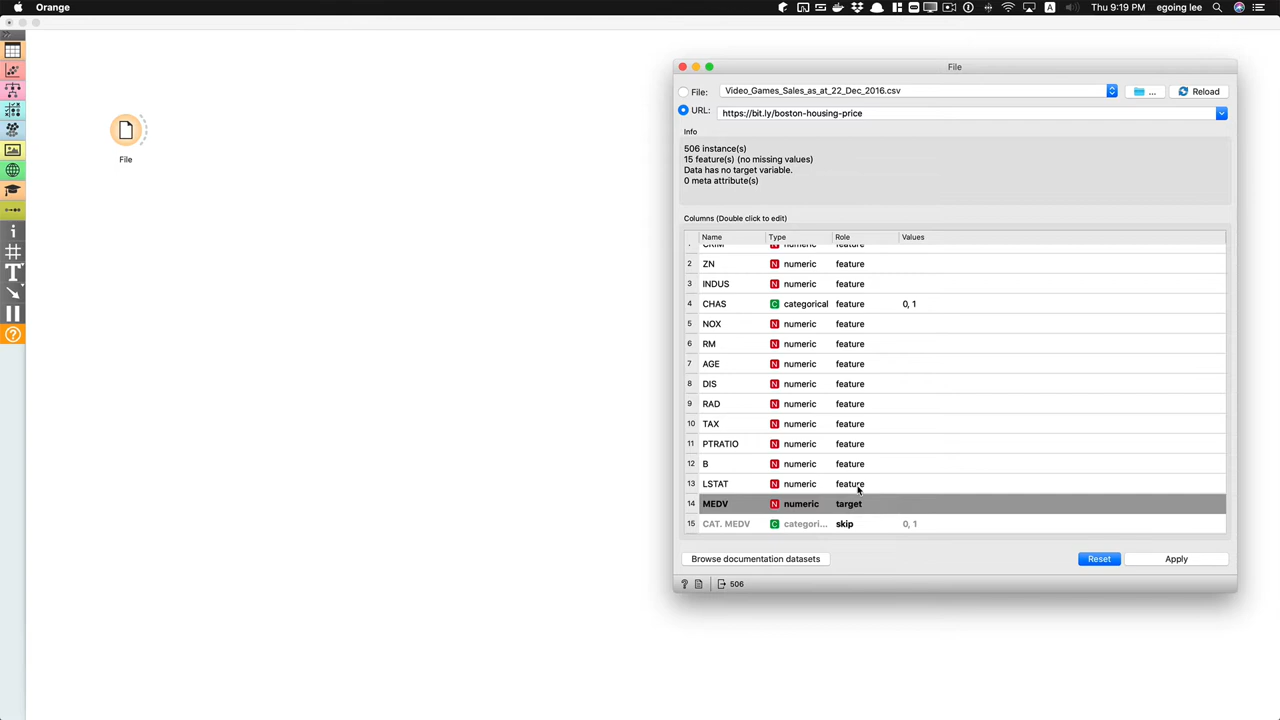 Orange
Thu 9:19 PM egoing lee
File
File
File: Video_Games_Sales_as_at_22_Dec_2016.csv ... Reload
URL: https://bit.ly/boston-housing-price
Info
506 instance(s)
15 feature(s) (no missing values)
Data has no target variable.
0 meta attribute(s)
Columns (Double click to edit)
Name Type Role Values
1 CRIM N numeric feature
2 ZN N numeric feature
3 INDUS N numeric feature
4 CHAS C categorical feature 0, 1
5 NOX N numeric feature
6 RM N numeric feature
7 AGE N numeric feature
8 DIS N numeric feature
9 RAD N numeric feature
10 TAX N numeric feature
11 PTRATIO N numeric feature
12 B N numeric feature
13 LSTAT N numeric feature
14 MEDV N numeric target
15 CAT. MEDV C categori... skip 0, 1
Browse documentation datasets Reset Apply
? 506